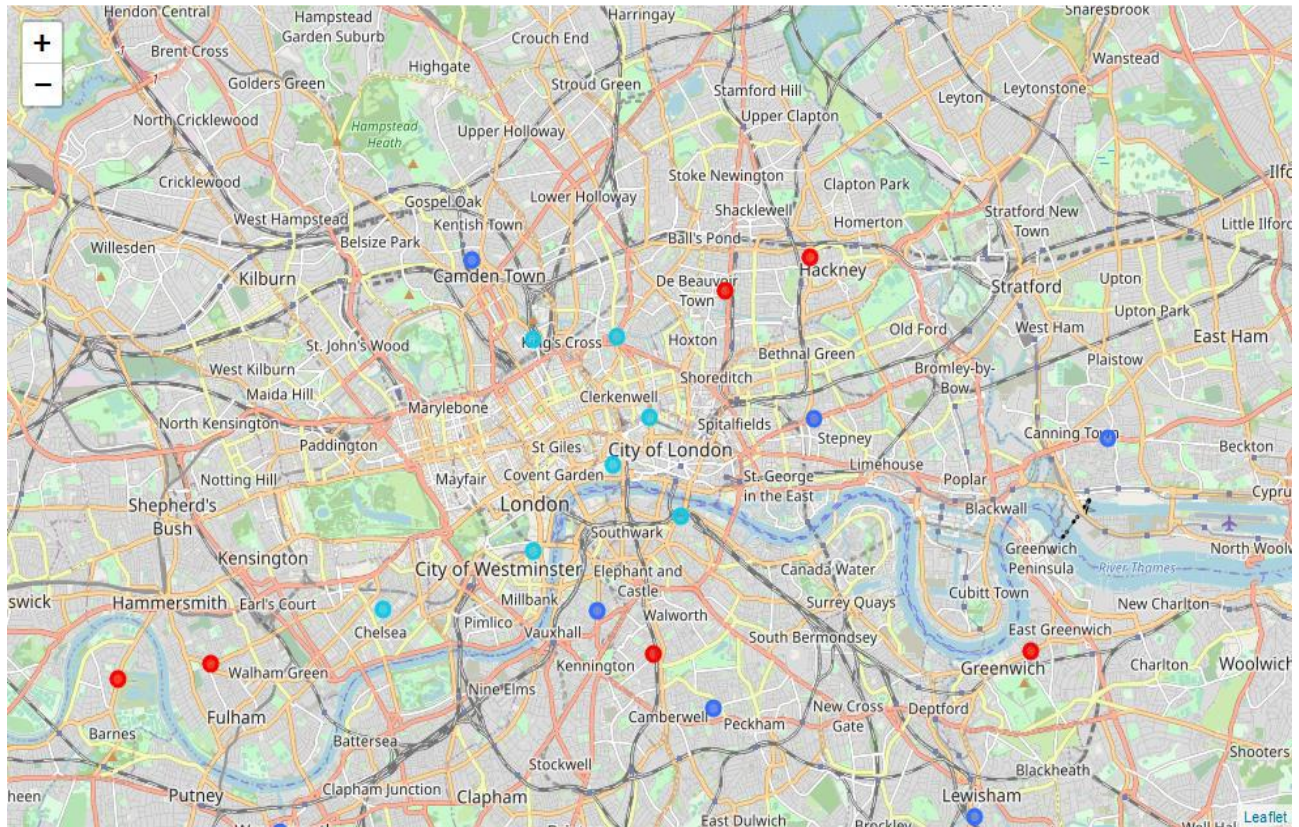 Hendon Central
Hampstead
Garden Suburb
Harringay
Sharesbrook
+
−
Brent Cross
Crouch End
Wanstead
Highgate
Golders Green
Stroud Green
Stamford Hill
Leytonstone
Leyton
North Cricklewood
Hampstead
Heath
Upper Holloway
Upper Clapton
Cricklewood
Stoke Newington
Clapton Park
Gospel Oak
Lower Holloway
West Hampstead
Kentish Town
Shacklewell
Homerton
Stratford New
Town
Little Ilford
Willesden
Belsize Park
Ball's Pond
Kilburn
Camden Town
De Beauvoir
Town
Hackney
Stratford
Upton
Upton Park
St. John's Wood
King's Cross
Hoxton
Old Ford
West Ham
East Ham
West Kilburn
Bethnal Green
Plaistow
Maida Hill
Shoreditch
Bromley-by-
Bow
Marylebone
Clerkenwell
North Kensington
Paddington
St Giles
Spitalfields
Stepney
Canning Town
Beckton
City of London
Notting Hill
Mayfair
Covent Garden
St. George
in the East
Limehouse
Poplar
Shepherd's
Bush
London
Blackwall
Southwark
Kensington
City of Westminster
Elephant and
Castle
Canada Water
Greenwich
Peninsula
River Thames
Hammersmith
Earl's Court
Millbank
Walworth
Surrey Quays
Cubitt Town
New Charlton
Chelsea
Pimlico
Vauxhall
South Bermondsey
East Greenwich
Walham Green
Kennington
Greenwich
Charlton
Woolwich
Nine Elms
Fulham
Camberwell
Peckham
New Cross
Gate
Deptford
Barnes
Battersea
Stockwell
Blackheath
Shooters
Putney
Clapham Junction
Clapham
Lewisham
East Dulwich
Leaflet